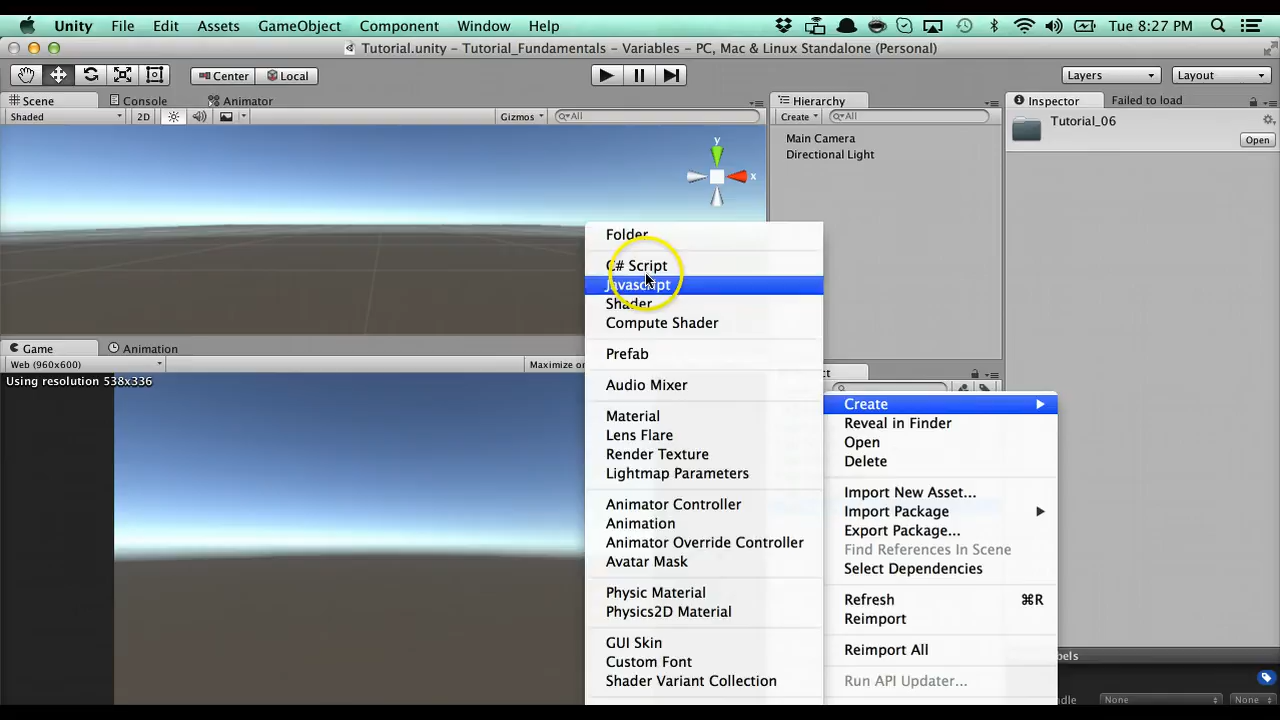 Unity File Edit Assets GameObject Component Window Help Tue 8:27 PM
Tutorial.unity – Tutorial_Fundamentals – Variables – PC, Mac & Linux Standalone (Personal)
Center Local Layers Layout
Scene Console Animator
Shaded 2D Gizmos All
Hierarchy
Create All
Main Camera
Directional Light
Inspector Failed to load
Tutorial_06
Open
Game Animation
Web (960x600) Maximize on
Using resolution 538x336
Folder
C# Script
Javascript
Shader
Compute Shader
Prefab
Audio Mixer
Material
Lens Flare
Render Texture
Lightmap Parameters
Animator Controller
Animation
Animator Override Controller
Avatar Mask
Physic Material
Physics2D Material
GUI Skin
Custom Font
Shader Variant Collection
Create
Reveal in Finder
Open
Delete
Import New Asset...
Import Package
Export Package...
Find References In Scene
Select Dependencies
Refresh ⌘R
Reimport
Reimport All
Run API Updater...
None None